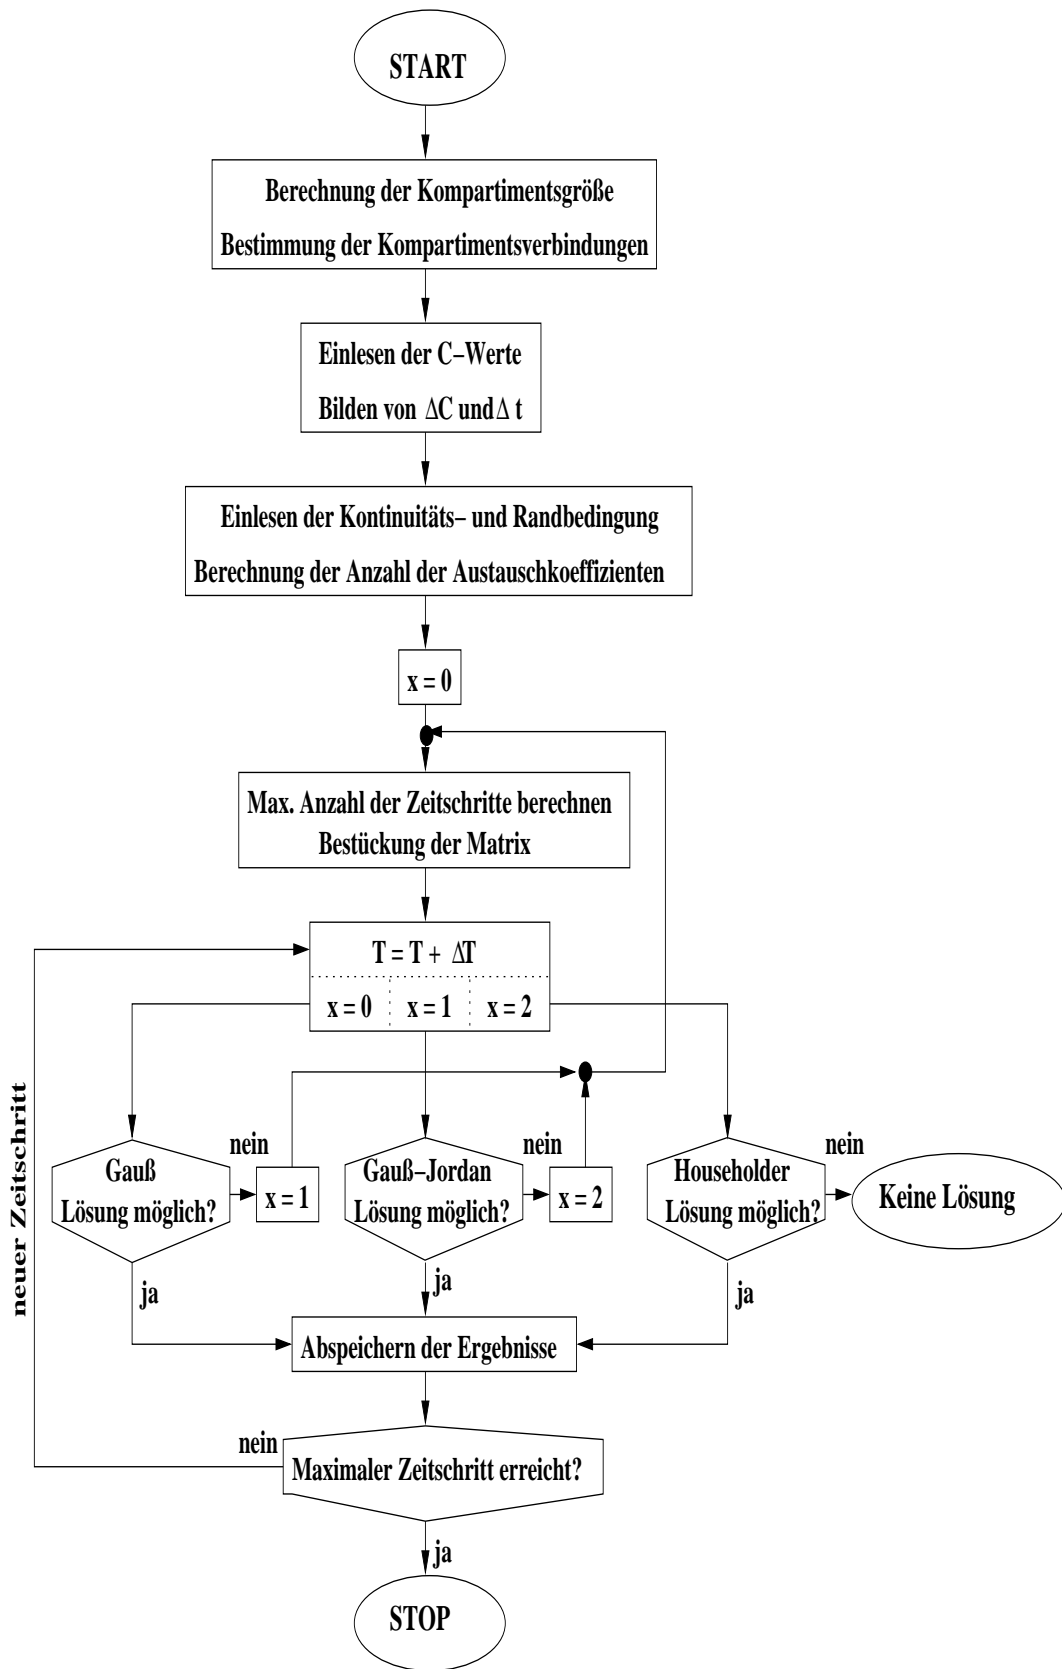 START
Berechnung der Kompartimentsgröße
Bestimmung der Kompartimentsverbindungen
Einlesen der C–Werte
Bilden von ΔC und Δ t
Einlesen der Kontinuitäts– und Randbedingung
Berechnung der Anzahl der Austauschkoeffizienten
x = 0
Max. Anzahl der Zeitschritte berechnen
Bestückung der Matrix
T = T + ΔT
x = 0 x = 1 x = 2
neuer Zeitschritt
nein
nein
nein
Gauß
Lösung möglich?
x = 1
Gauß–Jordan
Lösung möglich?
x = 2
Householder
Lösung möglich?
Keine Lösung
ja
ja
ja
Abspeichern der Ergebnisse
nein
Maximaler Zeitschritt erreicht?
ja
STOP